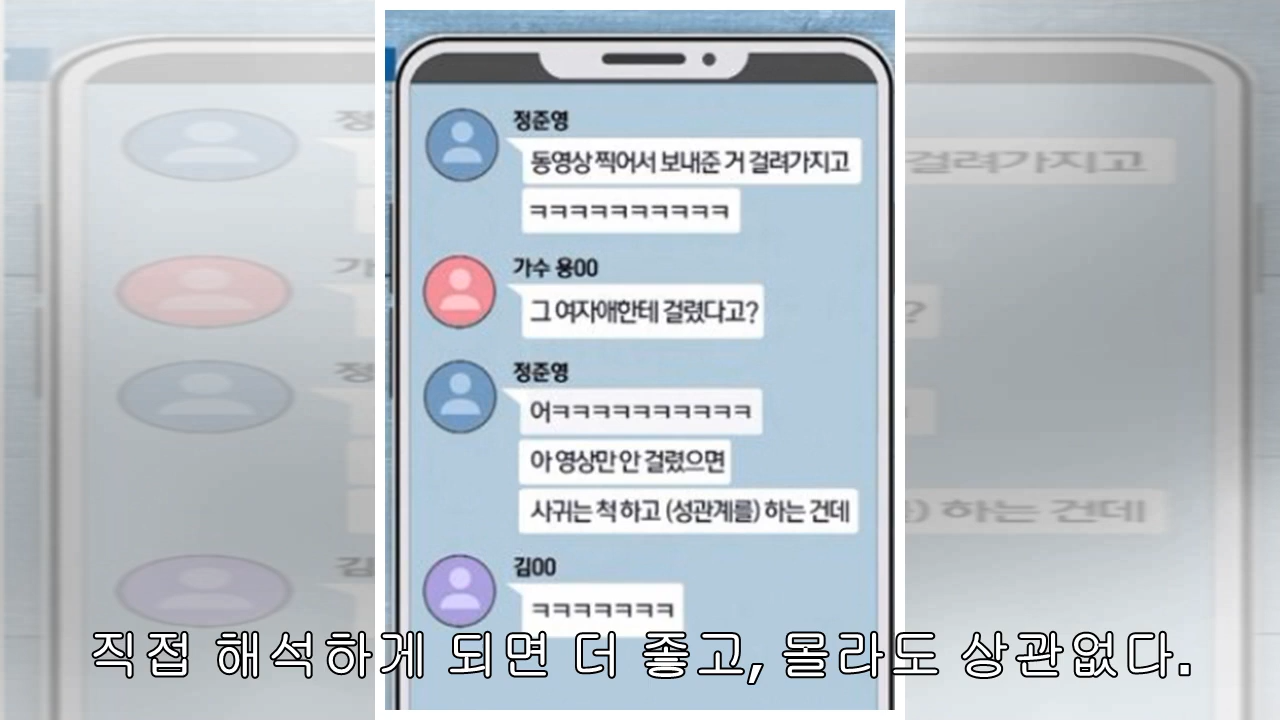 정준영
동영상 찍어서 보내준 거 걸려가지고
ㅋㅋㅋㅋㅋㅋㅋㅋㅋㅋ
가수 용00
그 여자애한테 걸렸다고?
정준영
어ㅋㅋㅋㅋㅋㅋㅋㅋㅋㅋ
아 영상만 안 걸렸으면
사귀는 척 하고 (성관계를) 하는 건데
김00
ㅋㅋㅋㅋㅋㅋㅋ
직접 해석하게 되면 더 좋고, 몰라도 상관없다.